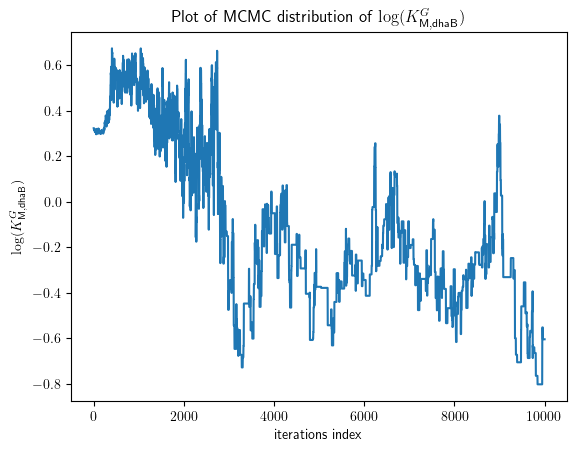 Plot of MCMC distribution of log(K^G_M,dhaB)
log(K^G_M,dhaB)
0.6
0.4
0.2
0.0
−0.2
−0.4
−0.6
−0.8
0 2000 4000 6000 8000 10000
iterations index